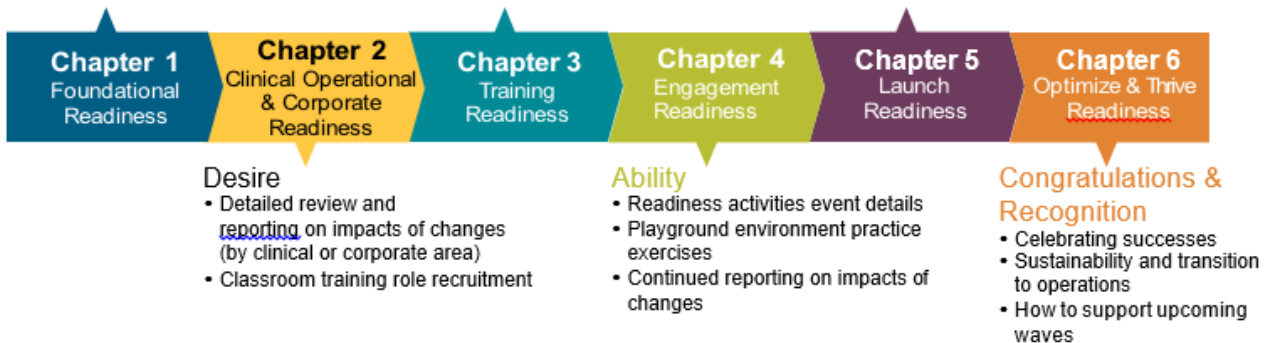 Chapter 1
Foundational
Readiness
Chapter 2
Clinical Operational
& Corporate
Readiness
Chapter 3
Training
Readiness
Chapter 4
Engagement
Readiness
Chapter 5
Launch
Readiness
Chapter 6
Optimize & Thrive
Readiness
Desire
• Detailed review and
reporting on impacts of changes
(by clinical or corporate area)
• Classroom training role recruitment
Ability
• Readiness activities event details
• Playground environment practice
exercises
• Continued reporting on impacts of
changes
Congratulations &
Recognition
• Celebrating successes
• Sustainability and transition
to operations
• How to support upcoming
waves